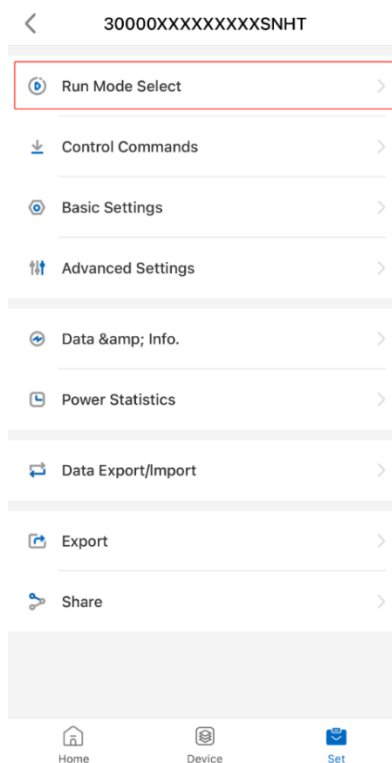 30000XXXXXXXXXSNHT
Run Mode Select
Control Commands
Basic Settings
Advanced Settings
Data &amp; Info.
Power Statistics
Data Export/Import
Export
Share
Home
Device
Set